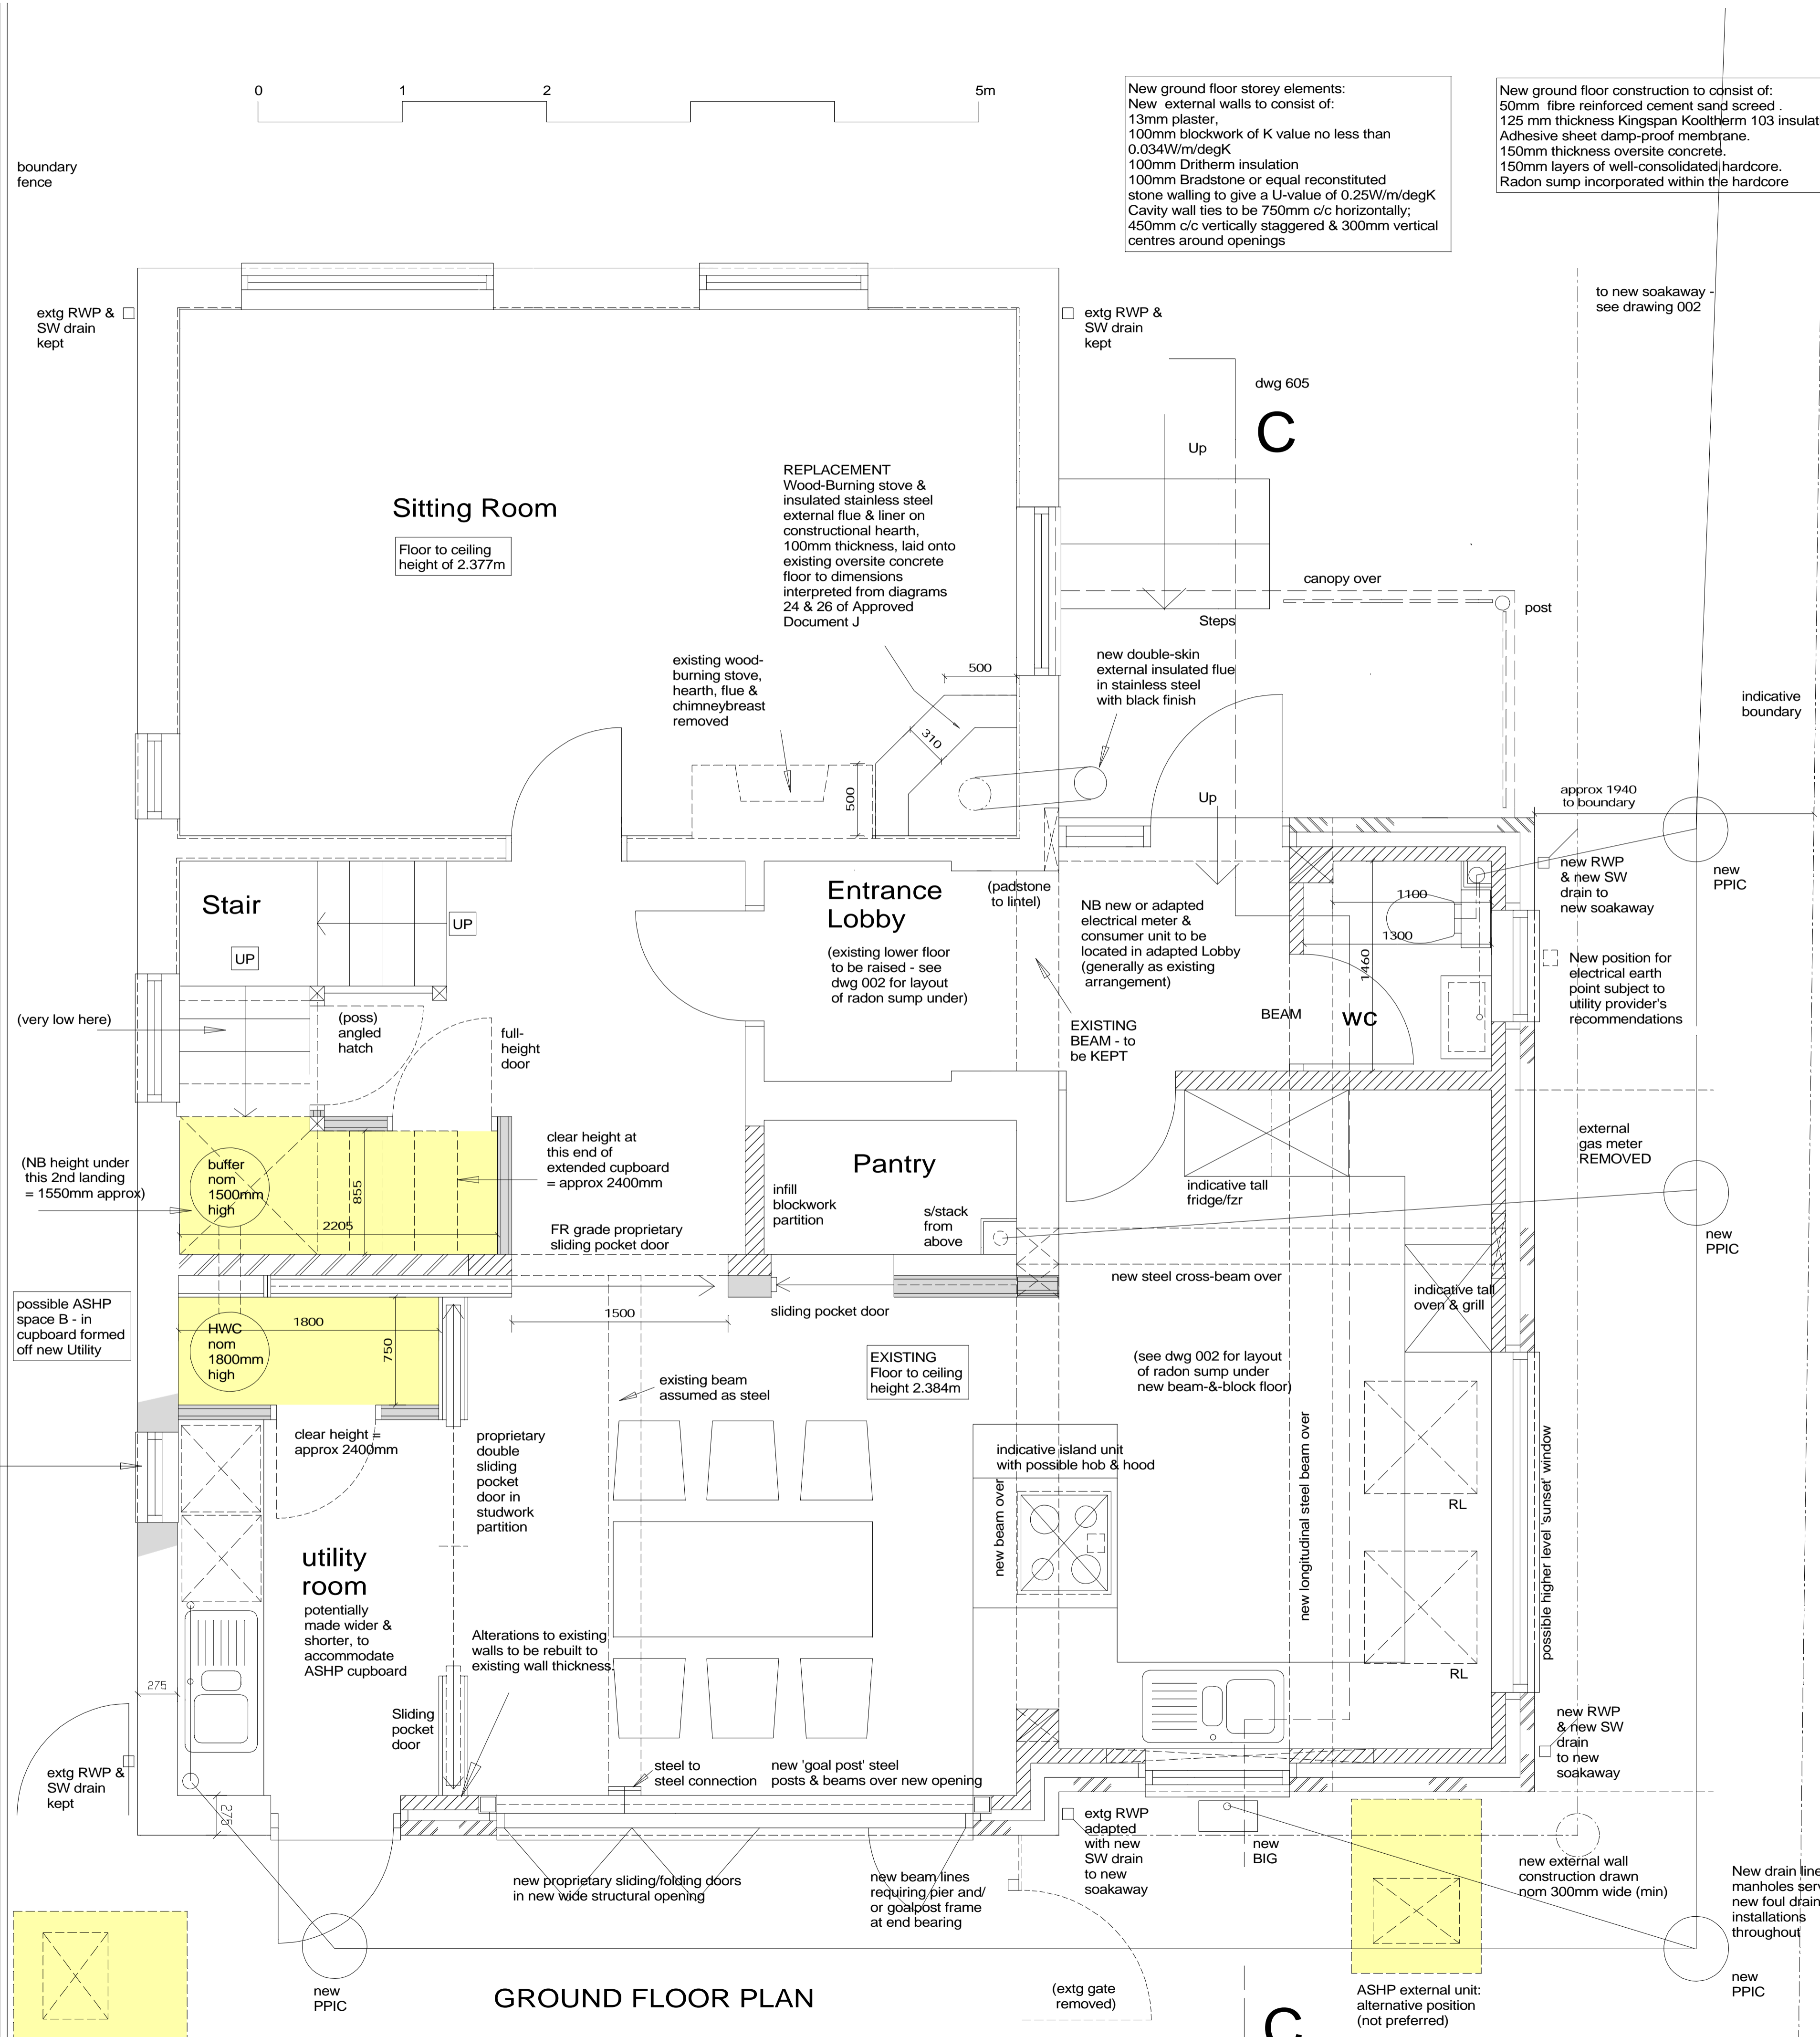 0
1
2
5m
New ground floor storey elements:
New external walls to consist of:
13mm plaster,
100mm blockwork of K value no less than
0.034W/m/degK
100mm Dritherm insulation
100mm Bradstone or equal reconstituted
stone walling to give a U-value of 0.25W/m/degK
Cavity wall ties to be 750mm c/c horizontally;
450mm c/c vertically staggered & 300mm vertical
centres around openings
New ground floor construction to consist of:
50mm fibre reinforced cement sand screed .
125 mm thickness Kingspan Kooltherm 103 insulat
Adhesive sheet damp-proof membrane.
150mm thickness oversite concrete.
150mm layers of well-consolidated hardcore.
Radon sump incorporated within the hardcore
boundary
fence
extg RWP &
SW drain
kept
extg RWP &
SW drain
kept
to new soakaway -
see drawing 002
dwg 605
C
Up
Sitting Room
Floor to ceiling
height of 2.377m
REPLACEMENT
Wood-Burning stove &
insulated stainless steel
external flue & liner on
constructional hearth,
100mm thickness, laid onto
existing oversite concrete
floor to dimensions
interpreted from diagrams
24 & 26 of Approved
Document J
canopy over
post
Steps
existing wood-
burning stove,
hearth, flue &
chimneybreast
removed
500
new double-skin
external insulated flue
in stainless steel
with black finish
indicative
boundary
310
500
Up
approx 1940
to boundary
new
PPIC
new RWP
& new SW
drain to
new soakaway
Stair
UP
UP
Entrance
Lobby
(existing lower floor
to be raised - see
dwg 002 for layout
of radon sump under)
(padstone
to lintel)
NB new or adapted
electrical meter &
consumer unit to be
located in adapted Lobby
(generally as existing
arrangement)
1100
1300
1460
New position for
electrical earth
point subject to
utility provider's
recommendations
(very low here)
(poss)
angled
hatch
full-
height
door
EXISTING
BEAM - to
be KEPT
BEAM
WC
(NB height under
this 2nd landing
= 1550mm approx)
buffer
nom
1500mm
high
855
2205
clear height at
this end of
extended cupboard
= approx 2400mm
Pantry
infill
blockwork
partition
s/stack
from
above
indicative tall
fridge/fzr
external
gas meter
REMOVED
new
PPIC
FR grade proprietary
sliding pocket door
new steel cross-beam over
indicative tall
oven & grill
possible ASHP
space B - in
cupboard formed
off new Utility
HWC
nom
1800mm
high
1800
750
1500
sliding pocket door
EXISTING
Floor to ceiling
height 2.384m
(see dwg 002 for layout
of radon sump under
new beam-&-block floor)
existing beam
assumed as steel
clear height =
approx 2400mm
proprietary
double
sliding
pocket
door in
studwork
partition
indicative island unit
with possible hob & hood
new beam over
new longitudinal steel beam over
RL
possible higher level 'sunset' window
utility
room
potentially
made wider &
shorter, to
accommodate
ASHP cupboard
Alterations to existing
walls to be rebuilt to
existing wall thickness.
RL
275
Sliding
pocket
door
extg RWP &
SW drain
kept
275
steel to
steel connection
new 'goal post' steel
posts & beams over new opening
new RWP
& new SW
drain
to new
soakaway
extg RWP
adapted
with new
SW drain
to new
soakaway
new
BIG
new proprietary sliding/folding doors
in new wide structural opening
new beam lines
requiring pier and/
or goalpost frame
at end bearing
new external wall
construction drawn
nom 300mm wide (min)
New drain line
manholes serv
new foul drain
installations
throughout
new
PPIC
GROUND FLOOR PLAN
(extg gate
removed)
C
ASHP external unit:
alternative position
(not preferred)
new
PPIC